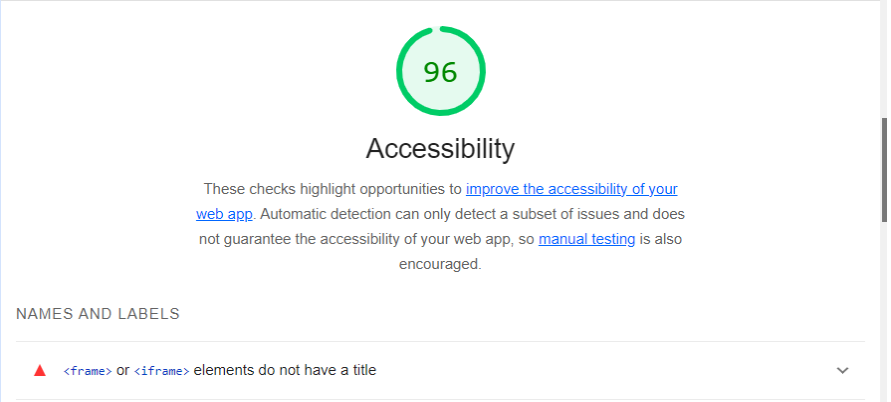 96
Accessibility
These checks highlight opportunities to improve the accessibility of your
web app. Automatic detection can only detect a subset of issues and does
not guarantee the accessibility of your web app, so manual testing is also
encouraged.
NAMES AND LABELS
<frame> or <iframe> elements do not have a title